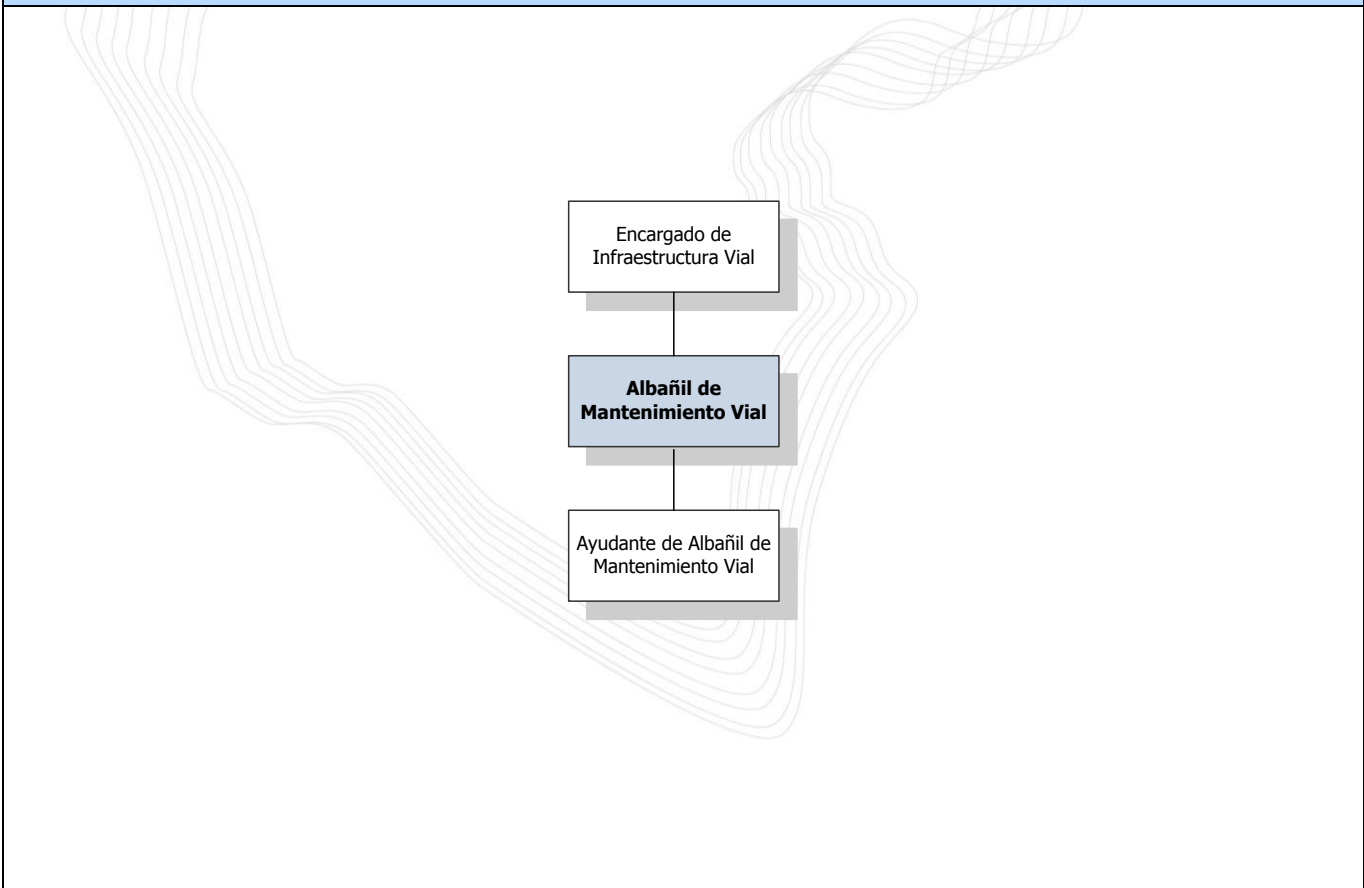 Encargado de
Infraestructura Vial
Albañil de
Mantenimiento Vial
Ayudante de Albañil de
Mantenimiento Vial